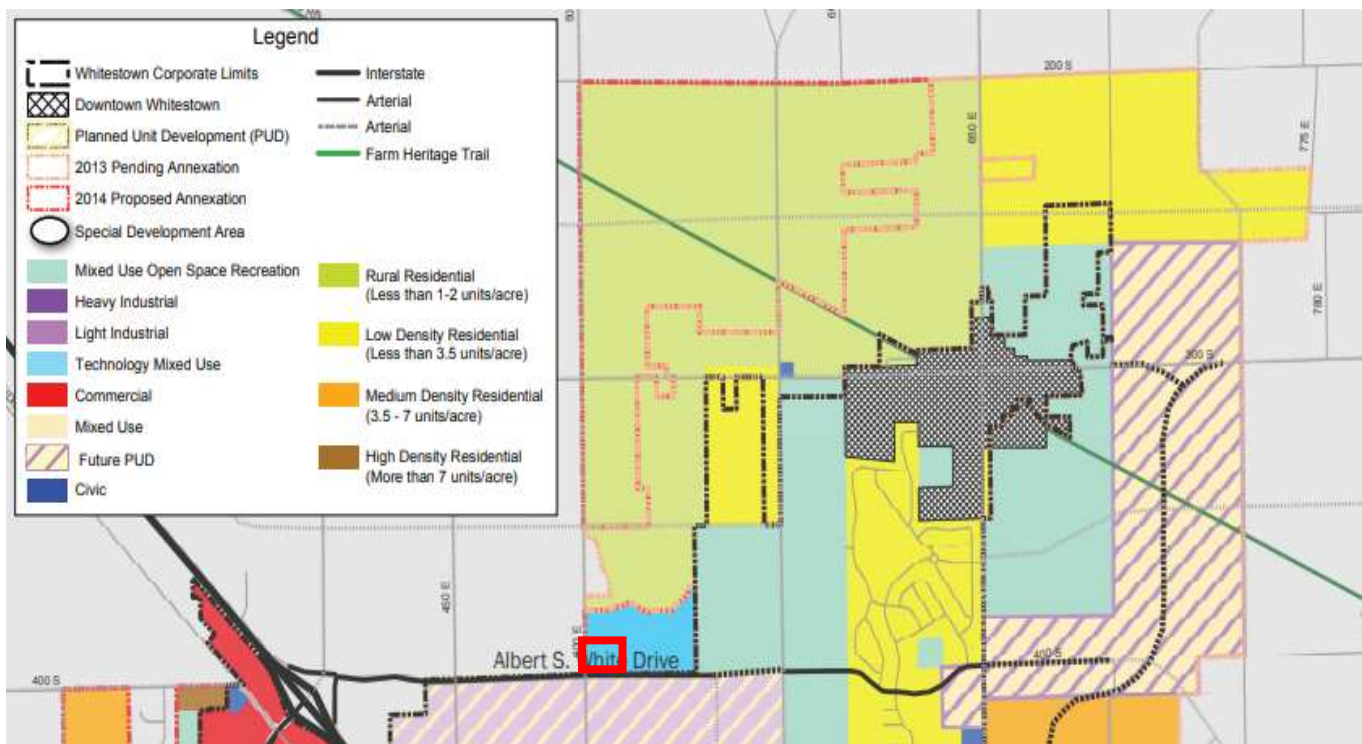 Legend
Whitestown Corporate Limits
Downtown Whitestown
Planned Unit Development (PUD)
2013 Pending Annexation
2014 Proposed Annexation
Special Development Area
Interstate
Arterial
Arterial
Farm Heritage Trail
Mixed Use Open Space Recreation
Heavy Industrial
Light Industrial
Technology Mixed Use
Commercial
Mixed Use
Future PUD
Civic
Rural Residential
(Less than 1-2 units/acre)
Low Density Residential
(Less than 3.5 units/acre)
Medium Density Residential
(3.5 - 7 units/acre)
High Density Residential
(More than 7 units/acre)
200 S
650 E
775 E
300 S
450 E
Albert S. White Drive
400 S
400 S